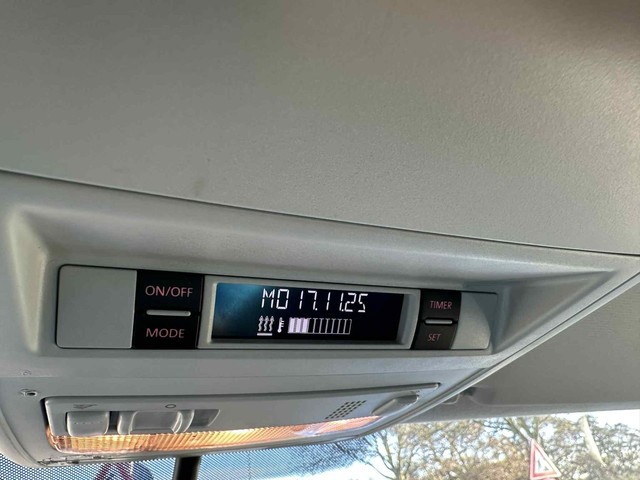 ON/OFF
MODE
MO 17.11.25
TIMER
SET